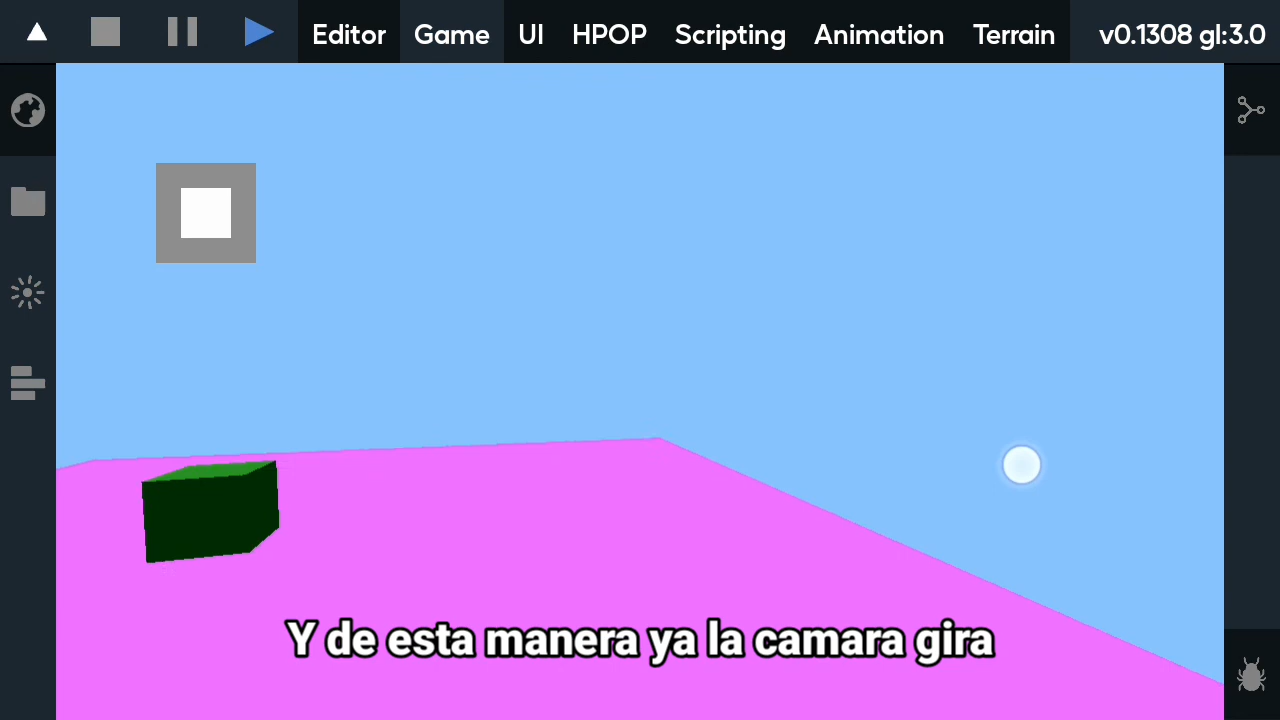 Editor Game UI HPOP Scripting Animation Terrain v0.1308 gl:3.0
Y de esta manera ya la camara gira